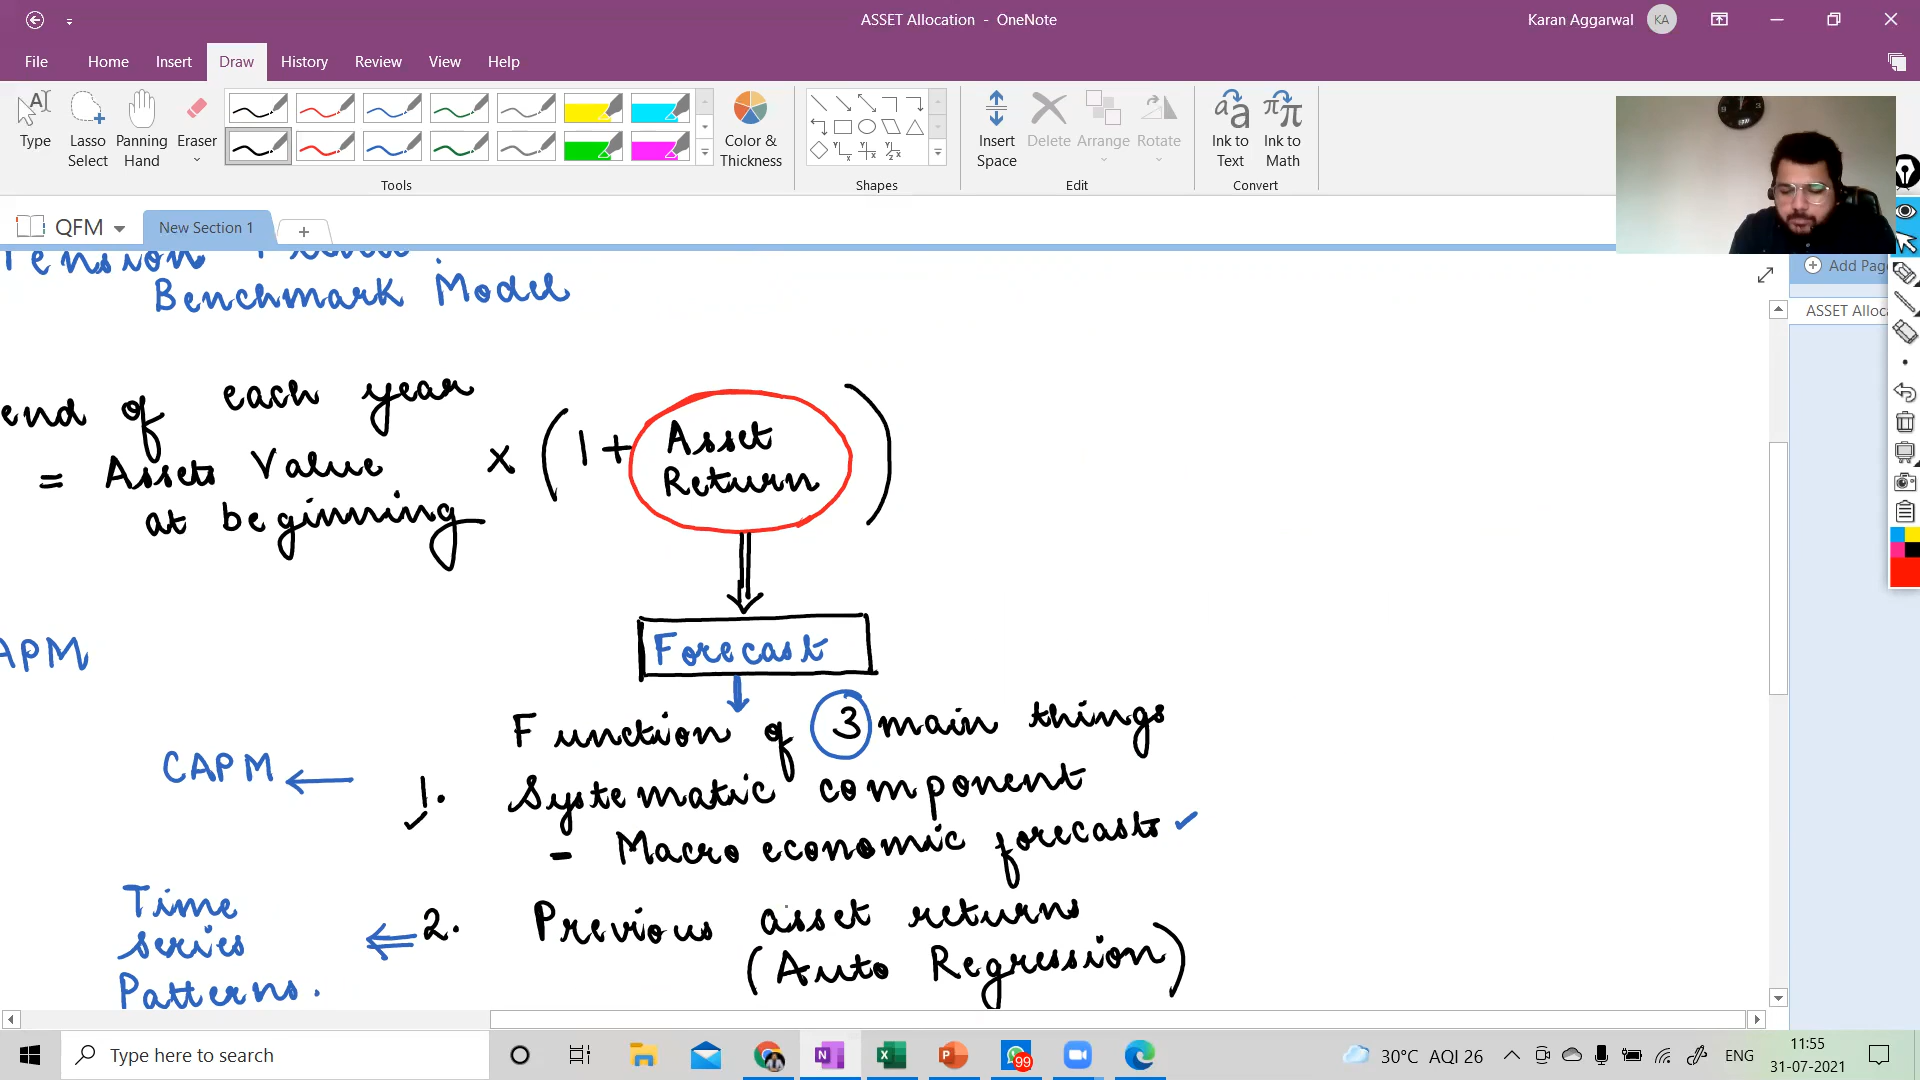 ASSET Allocation - OneNote
Karan Aggarwal KA
File Home Insert Draw History Review View Help
Type
Lasso Select
Panning Hand
Eraser
Color & Thickness
Insert Space
Delete
Arrange
Rotate
Ink to Text
Ink to Math
Tools
Shapes
Edit
Convert
QFM
New Section 1
Add Pag
ASSET Alloc
Benchmark Model
end of each year
= Assets Value x (1 + Asset Return)
at beginning
Forecast
APM
Function of 3 main things
CAPM
1. Systematic component
- Macro economic forecasts
Time series Patterns.
2. Previous asset returns
(Auto Regression)
Type here to search
99
30°C AQI 26
ENG
11:55
31-07-2021